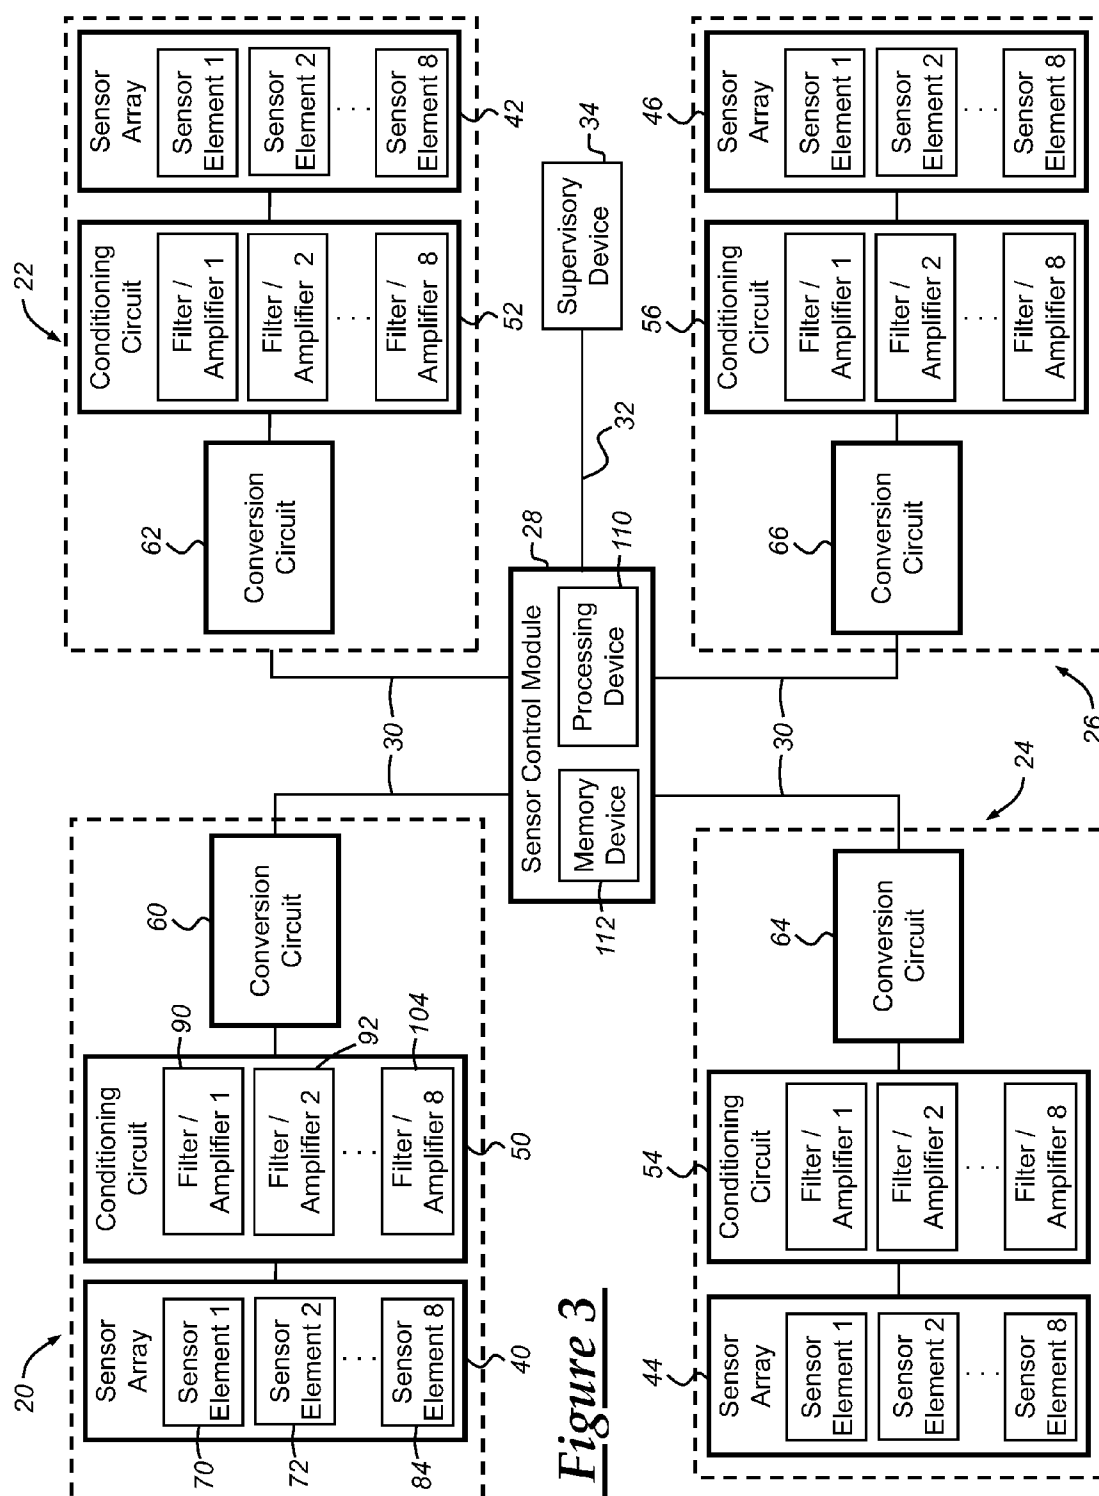 20
Sensor
Array
Sensor
Element 1
Sensor
Element 2
. . .
Sensor
Element 8
70
72
84
40
Conditioning
Circuit
Filter /
Amplifier 1
Filter /
Amplifier 2
. . .
Filter /
Amplifier 8
90
92
104
50
60
Conversion
Circuit
30
22
62
Conversion
Circuit
Conditioning
Circuit
Filter /
Amplifier 1
Filter /
Amplifier 2
. . .
Filter /
Amplifier 8
52
Sensor
Array
Sensor
Element 1
Sensor
Element 2
. . .
Sensor
Element 8
42
Figure 3
28
Sensor Control Module
Memory
Device
112
Processing
Device
110
32
Supervisory
Device
34
30
44
Sensor
Array
Sensor
Element 1
Sensor
Element 2
. . .
Sensor
Element 8
54
Conditioning
Circuit
Filter /
Amplifier 1
Filter /
Amplifier 2
. . .
Filter /
Amplifier 8
64
Conversion
Circuit
24
66
Conversion
Circuit
56
Conditioning
Circuit
Filter /
Amplifier 1
Filter /
Amplifier 2
. . .
Filter /
Amplifier 8
46
Sensor
Array
Sensor
Element 1
Sensor
Element 2
. . .
Sensor
Element 8
26